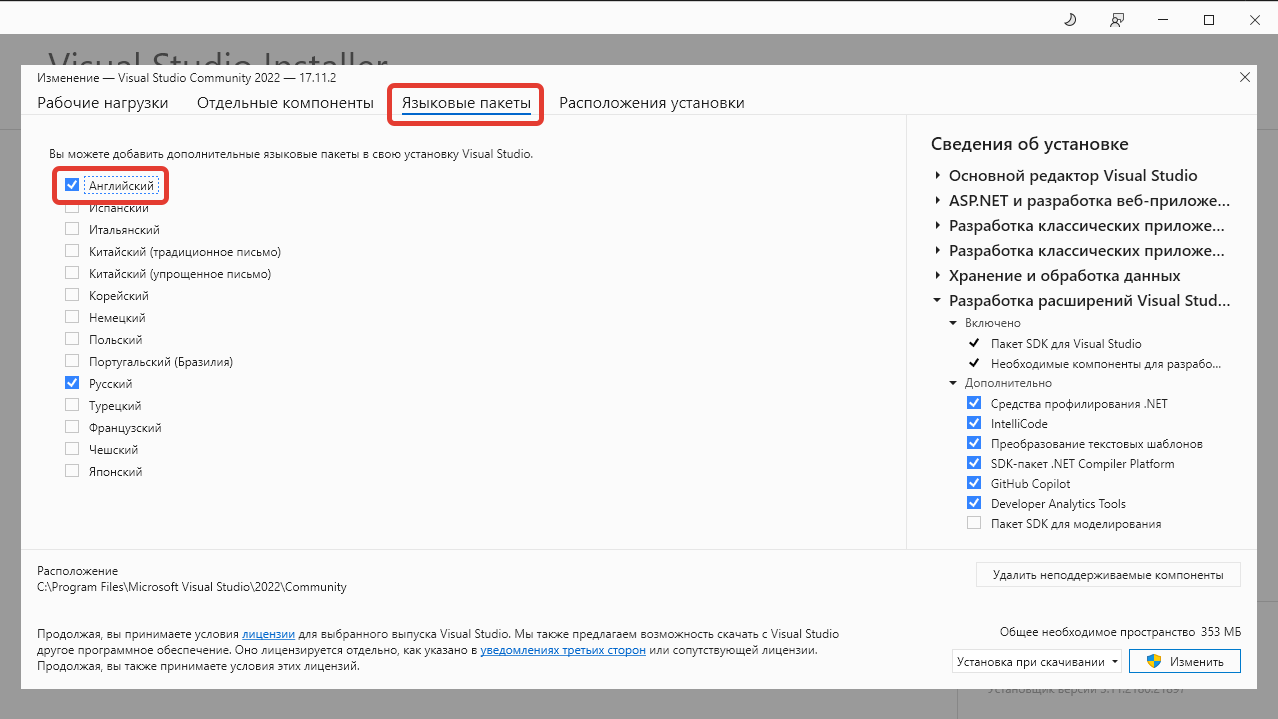 Visual Studio Installer
Изменение — Visual Studio Community 2022 — 17.11.2
Рабочие нагрузки Отдельные компоненты Языковые пакеты Расположения установки
Вы можете добавить дополнительные языковые пакеты в свою установку Visual Studio.
Английский
Испанский
Итальянский
Китайский (традиционное письмо)
Китайский (упрощенное письмо)
Корейский
Немецкий
Польский
Португальский (Бразилия)
Русский
Турецкий
Французский
Чешский
Японский
Сведения об установке
Основной редактор Visual Studio
ASP.NET и разработка веб-приложе...
Разработка классических приложе...
Разработка классических приложе...
Хранение и обработка данных
Разработка расширений Visual Stud...
Включено
Пакет SDK для Visual Studio
Необходимые компоненты для разрабо...
Дополнительно
Средства профилирования .NET
IntelliCode
Преобразование текстовых шаблонов
SDK-пакет .NET Compiler Platform
GitHub Copilot
Developer Analytics Tools
Пакет SDK для моделирования
Расположение
C:\Program Files\Microsoft Visual Studio\2022\Community
Удалить неподдерживаемые компоненты
Продолжая, вы принимаете условия лицензии для выбранного выпуска Visual Studio. Мы также предлагаем возможность скачать с Visual Studio
другое программное обеспечение. Оно лицензируется отдельно, как указано в уведомлениях третьих сторон или сопутствующей лицензии.
Продолжая, вы также принимаете условия этих лицензий.
Общее необходимое пространство 353 МБ
Установка при скачивании
Изменить
Установщик версии